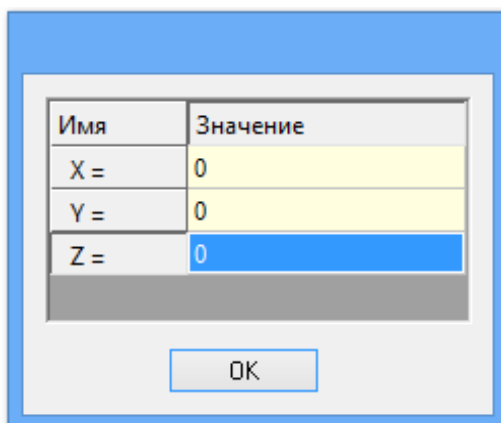 Имя Значение
X = 0
Y = 0
Z = 0
OK